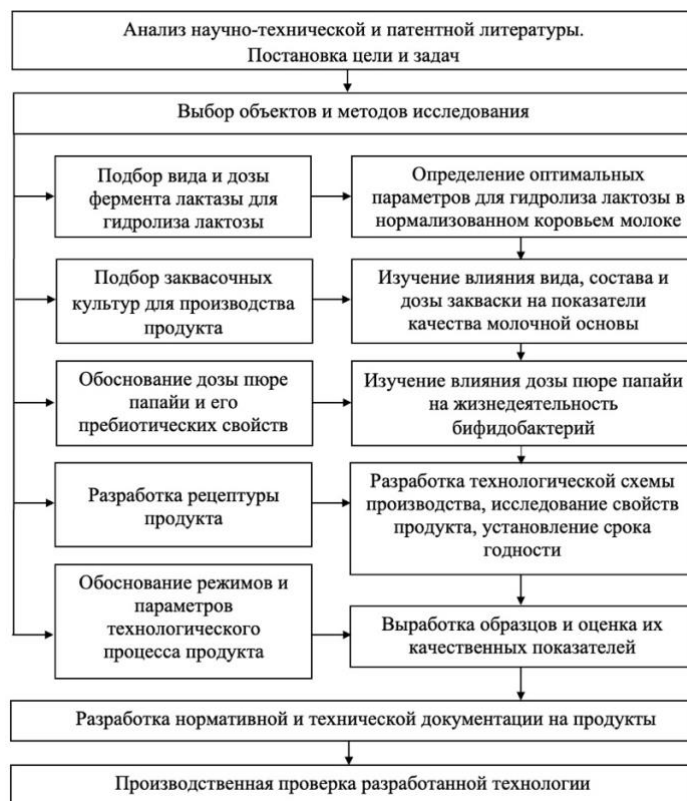 Анализ научно-технической и патентной литературы.
Постановка цели и задач
Выбор объектов и методов исследования
Подбор вида и дозы
фермента лактазы для
гидролиза лактозы
Определение оптимальных
параметров для гидролиза лактозы в
нормализованном коровьем молоке
Подбор заквасочных
культур для производства
продукта
Изучение влияния вида, состава и
дозы закваски на показатели
качества молочной основы
Обоснование дозы пюре
папайи и его
пребиотических свойств
Изучение влияния дозы пюре папайи
на жизнедеятельность
бифидобактерий
Разработка рецептуры
продукта
Разработка технологической схемы
производства, исследование свойств
продукта, установление срока
годности
Обоснование режимов и
параметров
технологического
процесса продукта
Выработка образцов и оценка их
качественных показателей
Разработка нормативной и технической документации на продукты
Производственная проверка разработанной технологии